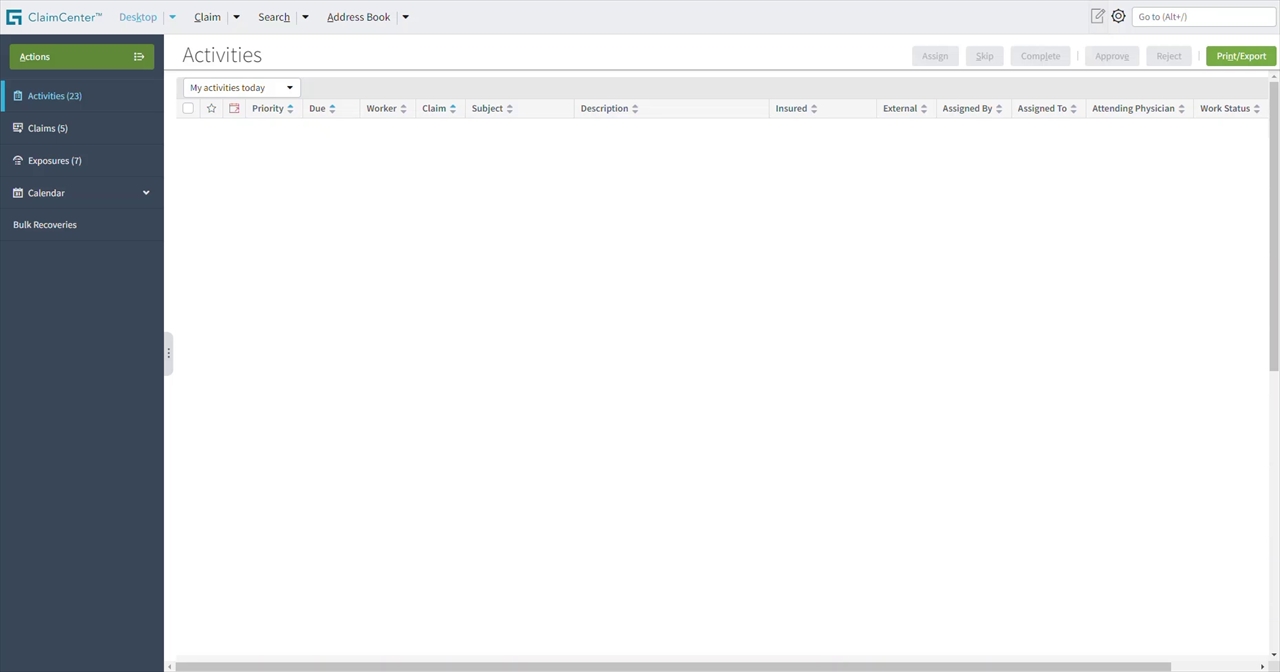 ClaimCenter™ Desktop Claim Search Address Book Go to (Alt+/)
Actions
Activities Assign Skip Complete Approve Reject Print/Export
My activities today
Activities (23)
Priority Due Worker Claim Subject Description Insured External Assigned By Assigned To Attending Physician Work Status
Claims (5)
Exposures (7)
Calendar
Bulk Recoveries